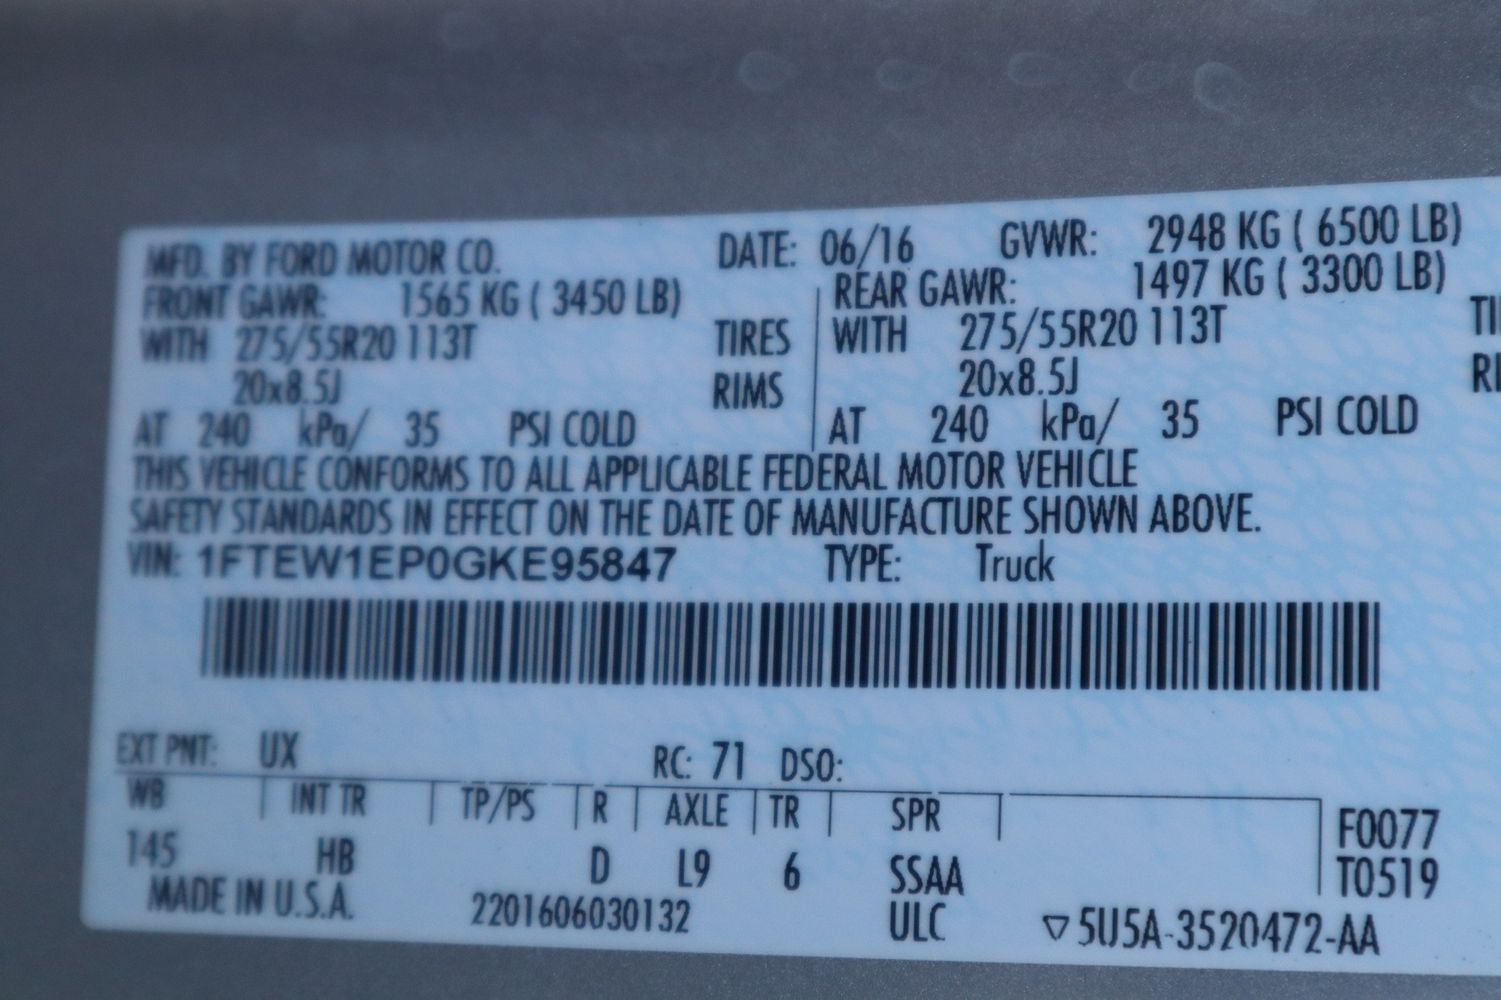 MFD. BY FORD MOTOR CO. DATE: 06/16 GVWR: 2948 KG ( 6500 LB)
FRONT GAWR: 1565 KG ( 3450 LB) REAR GAWR: 1497 KG ( 3300 LB)
WITH 275/55R20 113T TIRES WITH 275/55R20 113T TI
20x8.5J RIMS 20x8.5J RI
AT 240 kPa/ 35 PSI COLD AT 240 kPa/ 35 PSI COLD
THIS VEHICLE CONFORMS TO ALL APPLICABLE FEDERAL MOTOR VEHICLE
SAFETY STANDARDS IN EFFECT ON THE DATE OF MANUFACTURE SHOWN ABOVE.
VIN: 1FTEW1EP0GKE95847 TYPE: Truck
EXT PNT: UX RC: 71 DSO:
WB INT TR TP/PS R AXLE TR SPR F0077
145 HB D L9 6 SSAA T0519
MADE IN U.S.A. 2201606030132 ULC ▽5U5A-3520472-AA